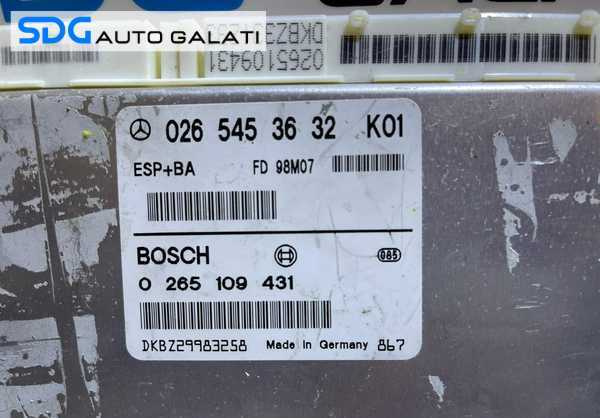 SDG AUTO GALATI
DKBZ
0265109431
026 545 36 32 K01
ESP+BA FD 98M07
BOSCH 085
0 265 109 431
DKBZ29983258 Made in Germany 867